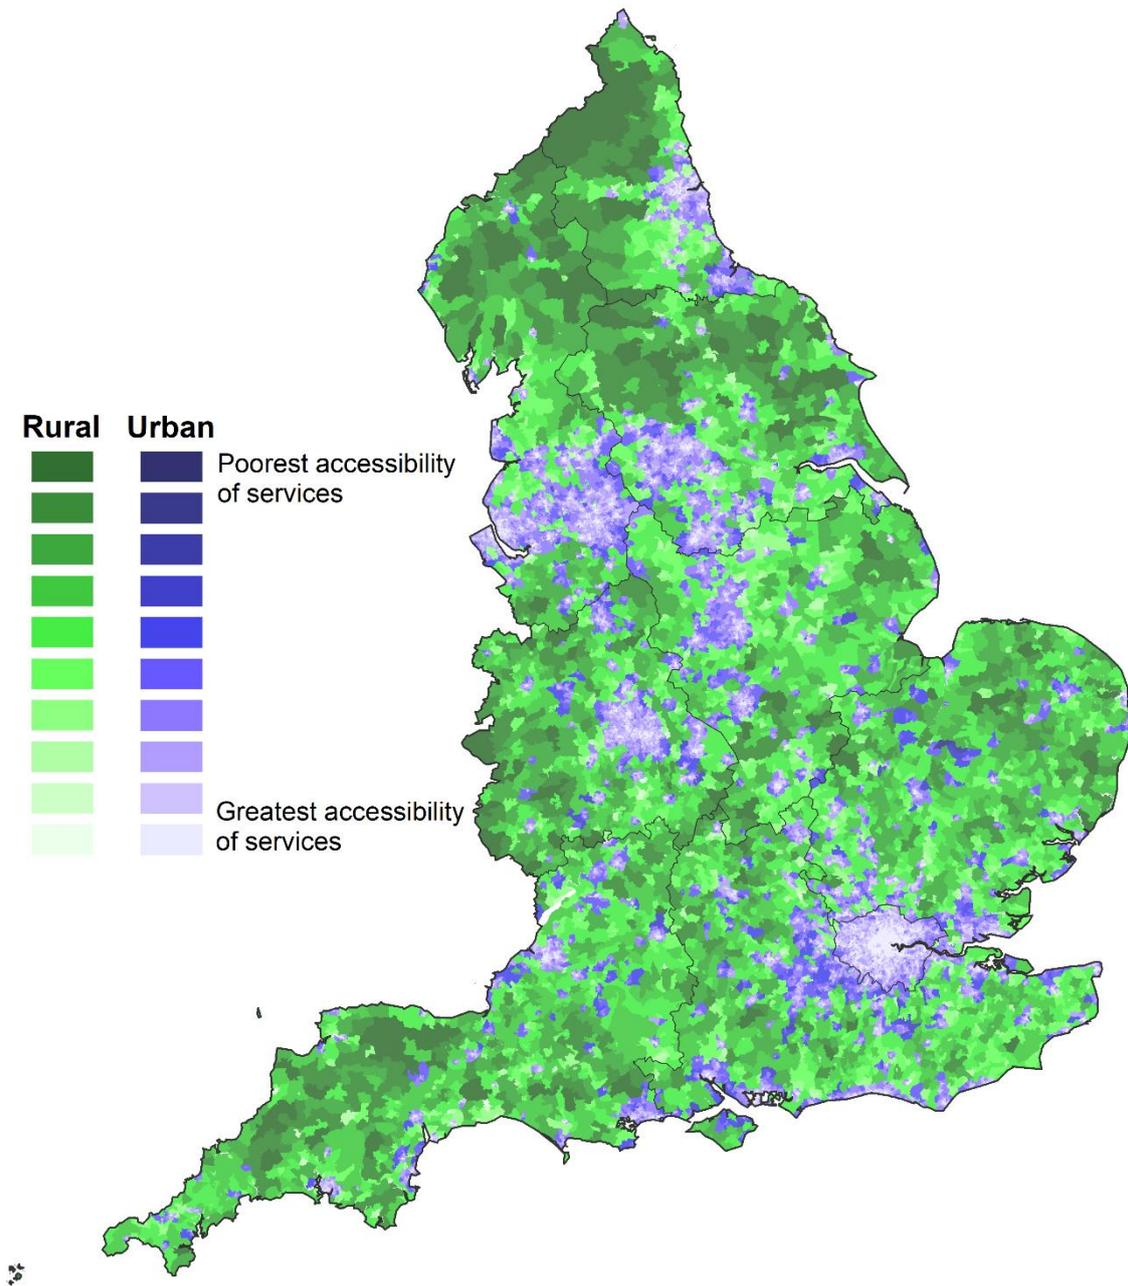 Rural Urban
Poorest accessibility
of services
Greatest accessibility
of services